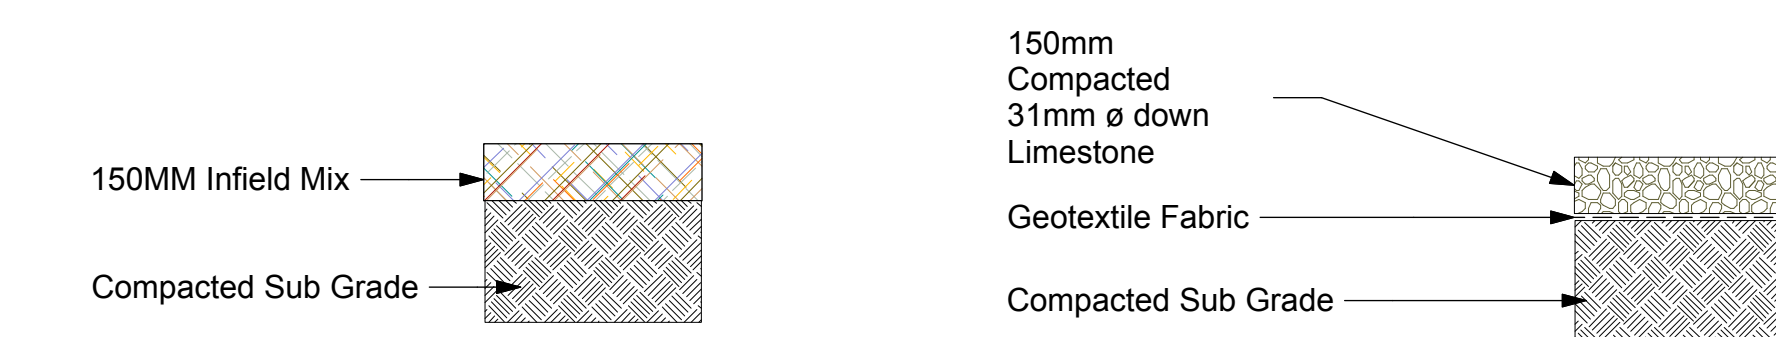 150MM Infield Mix
Compacted Sub Grade
150mm
Compacted
31mm ø down
Limestone
Geotextile Fabric
Compacted Sub Grade